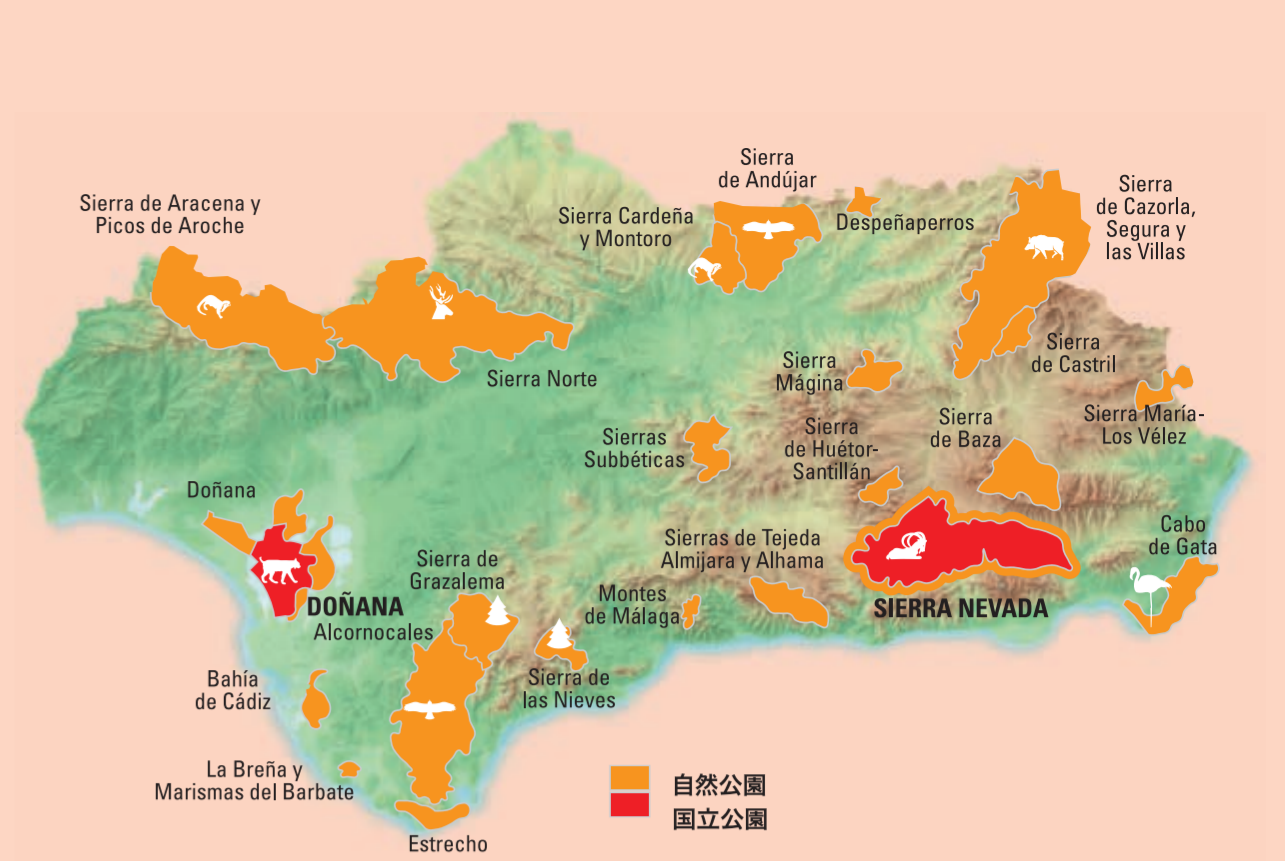 Sierra
de Andújar
Sierra de Aracena y
Picos de Aroche
Sierra Cardeña
y Montoro
Despeñaperros
Sierra
de Cazorla,
Segura y
las Villas
Sierra Norte
Sierra
Mágina
Sierra
de Castril
Sierra María-
Los Vélez
Sierras
Subbéticas
Sierra
de Huétor-
Santillán
Sierra
de Baza
Doñana
DOÑANA
Sierra de
Grazalema
Alcornocales
Sierras de Tejeda
Almijara y Alhama
Montes
de Málaga
SIERRA NEVADA
Cabo
de Gata
Bahía
de Cádiz
Sierra de
las Nieves
La Breña y
Marismas del Barbate
Estrecho
自然公園
国立公園